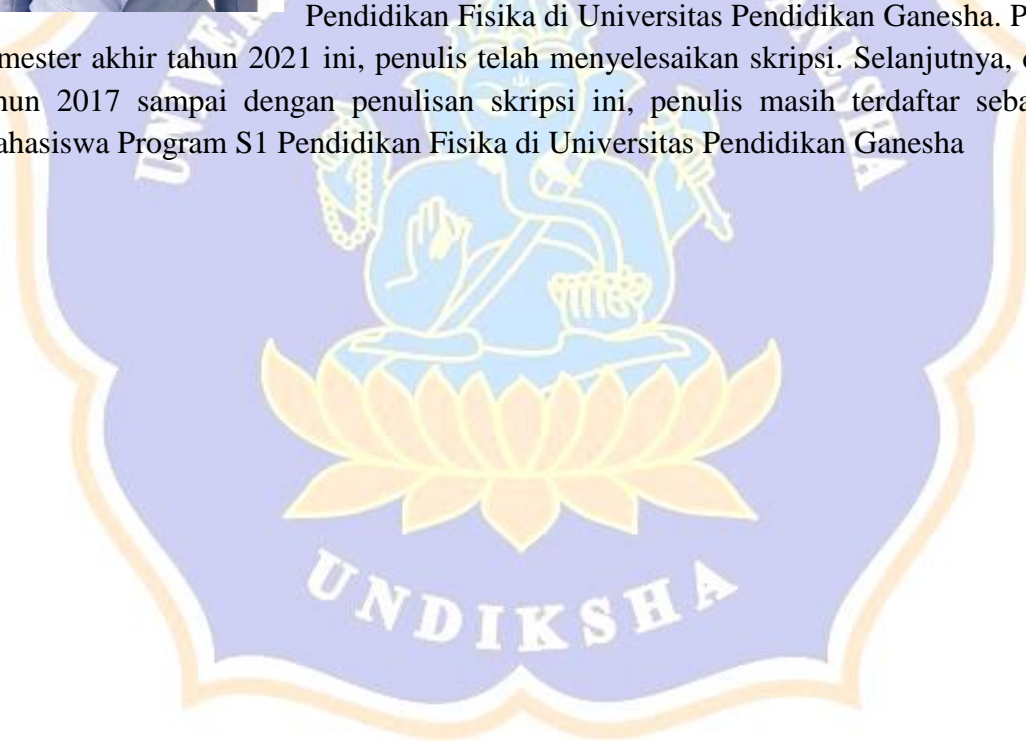 Pendidikan Fisika di Universitas Pendidikan Ganesha. P
mester akhir tahun 2021 ini, penulis telah menyelesaikan skripsi. Selanjutnya,
hun 2017 sampai dengan penulisan skripsi ini, penulis masih terdaftar seba
ahasiswa Program S1 Pendidikan Fisika di Universitas Pendidikan Ganesha
UNDIKSHA